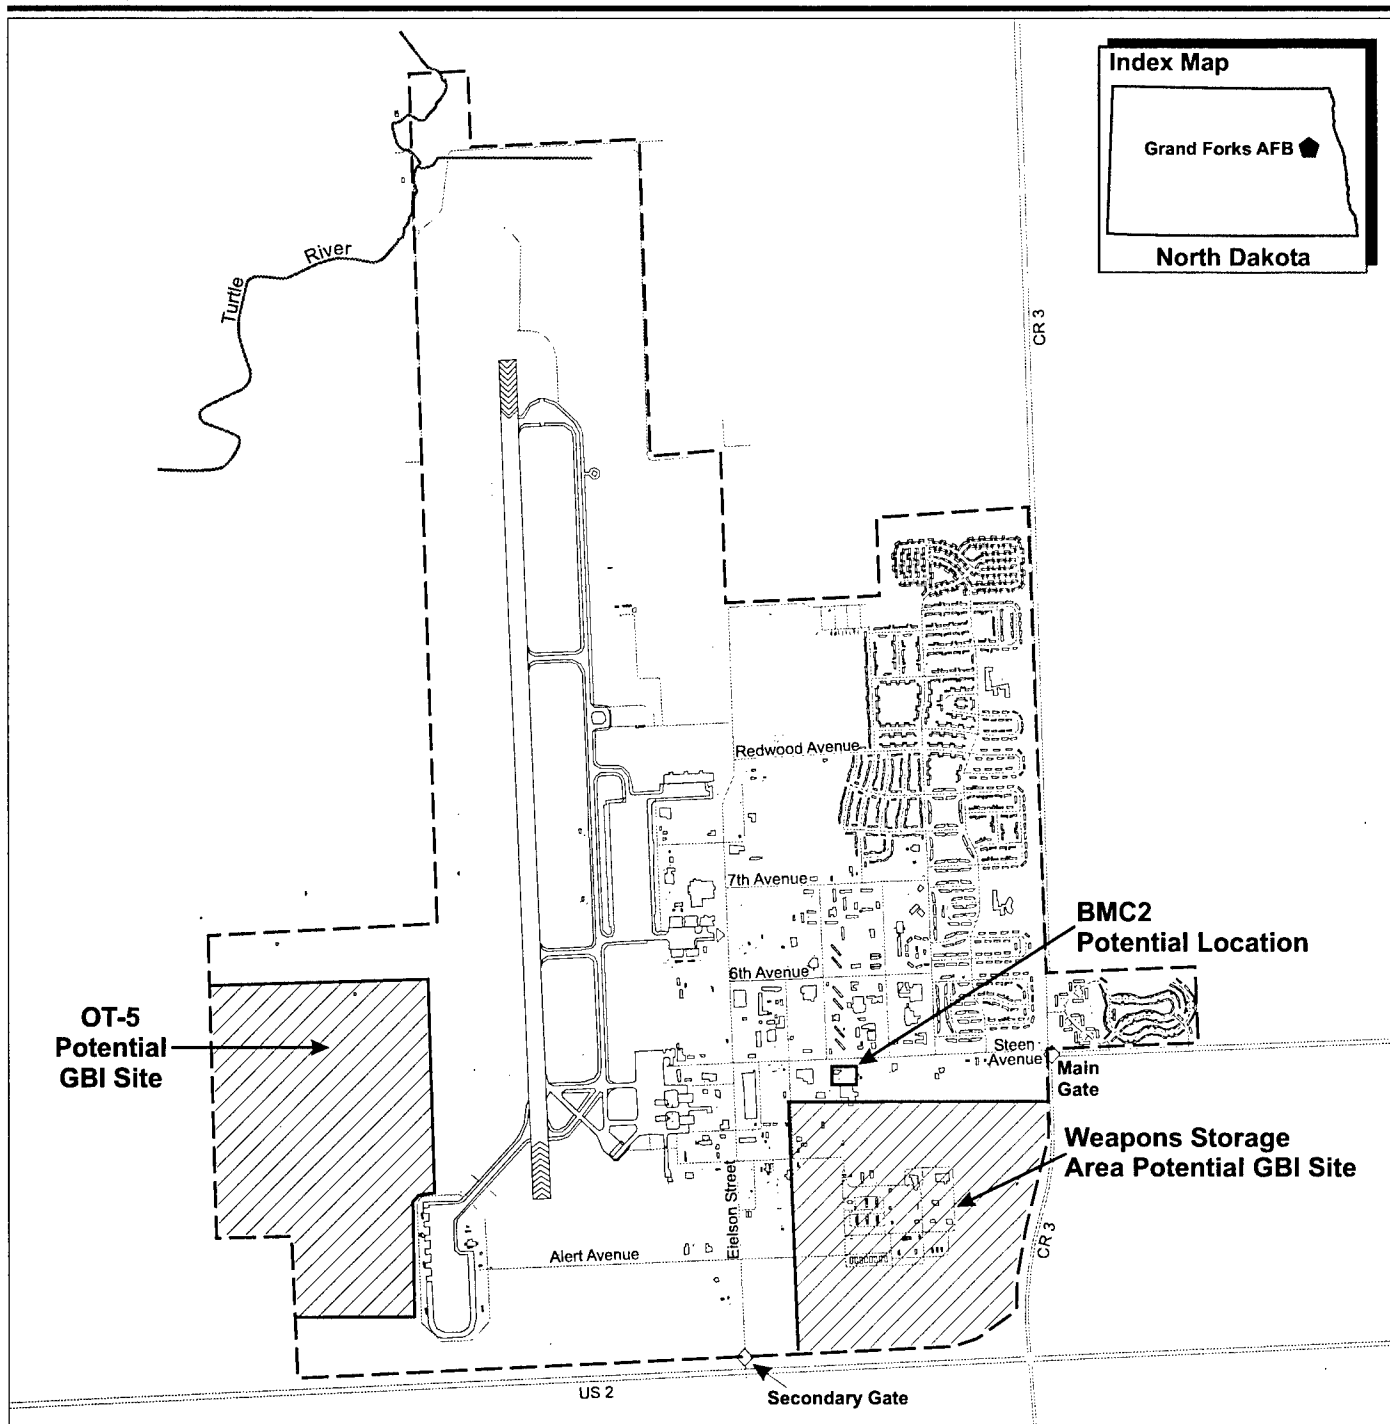 Index Map
Grand Forks AFB
North Dakota
River
Turtle
CR 3
Redwood Avenue
7th Avenue
BMC2
Potential Location
6th Avenue
OT-5
Potential
GBI Site
Steen
Avenue
Main
Gate
Weapons Storage
Area Potential GBI Site
Eielson Street
CR 3
Alert Avenue
US 2
Secondary Gate